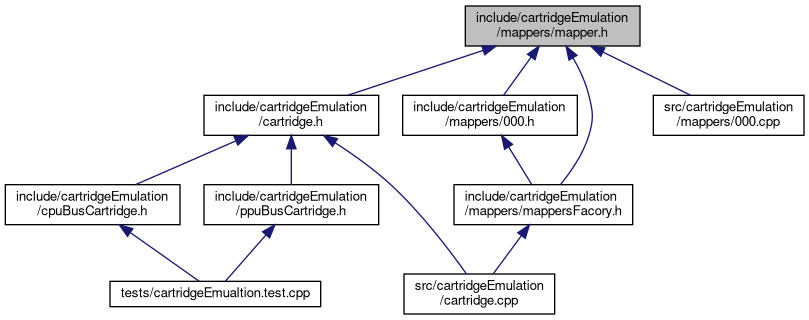 include/cartridgeEmulation
/mappers/mapper.h
include/cartridgeEmulation
/cartridge.h
include/cartridgeEmulation
/mappers/000.h
src/cartridgeEmulation
/mappers/000.cpp
include/cartridgeEmulation
/cpuBusCartridge.h
include/cartridgeEmulation
/ppuBusCartridge.h
include/cartridgeEmulation
/mappers/mappersFacory.h
tests/cartridgeEmualtion.test.cpp
src/cartridgeEmulation
/cartridge.cpp